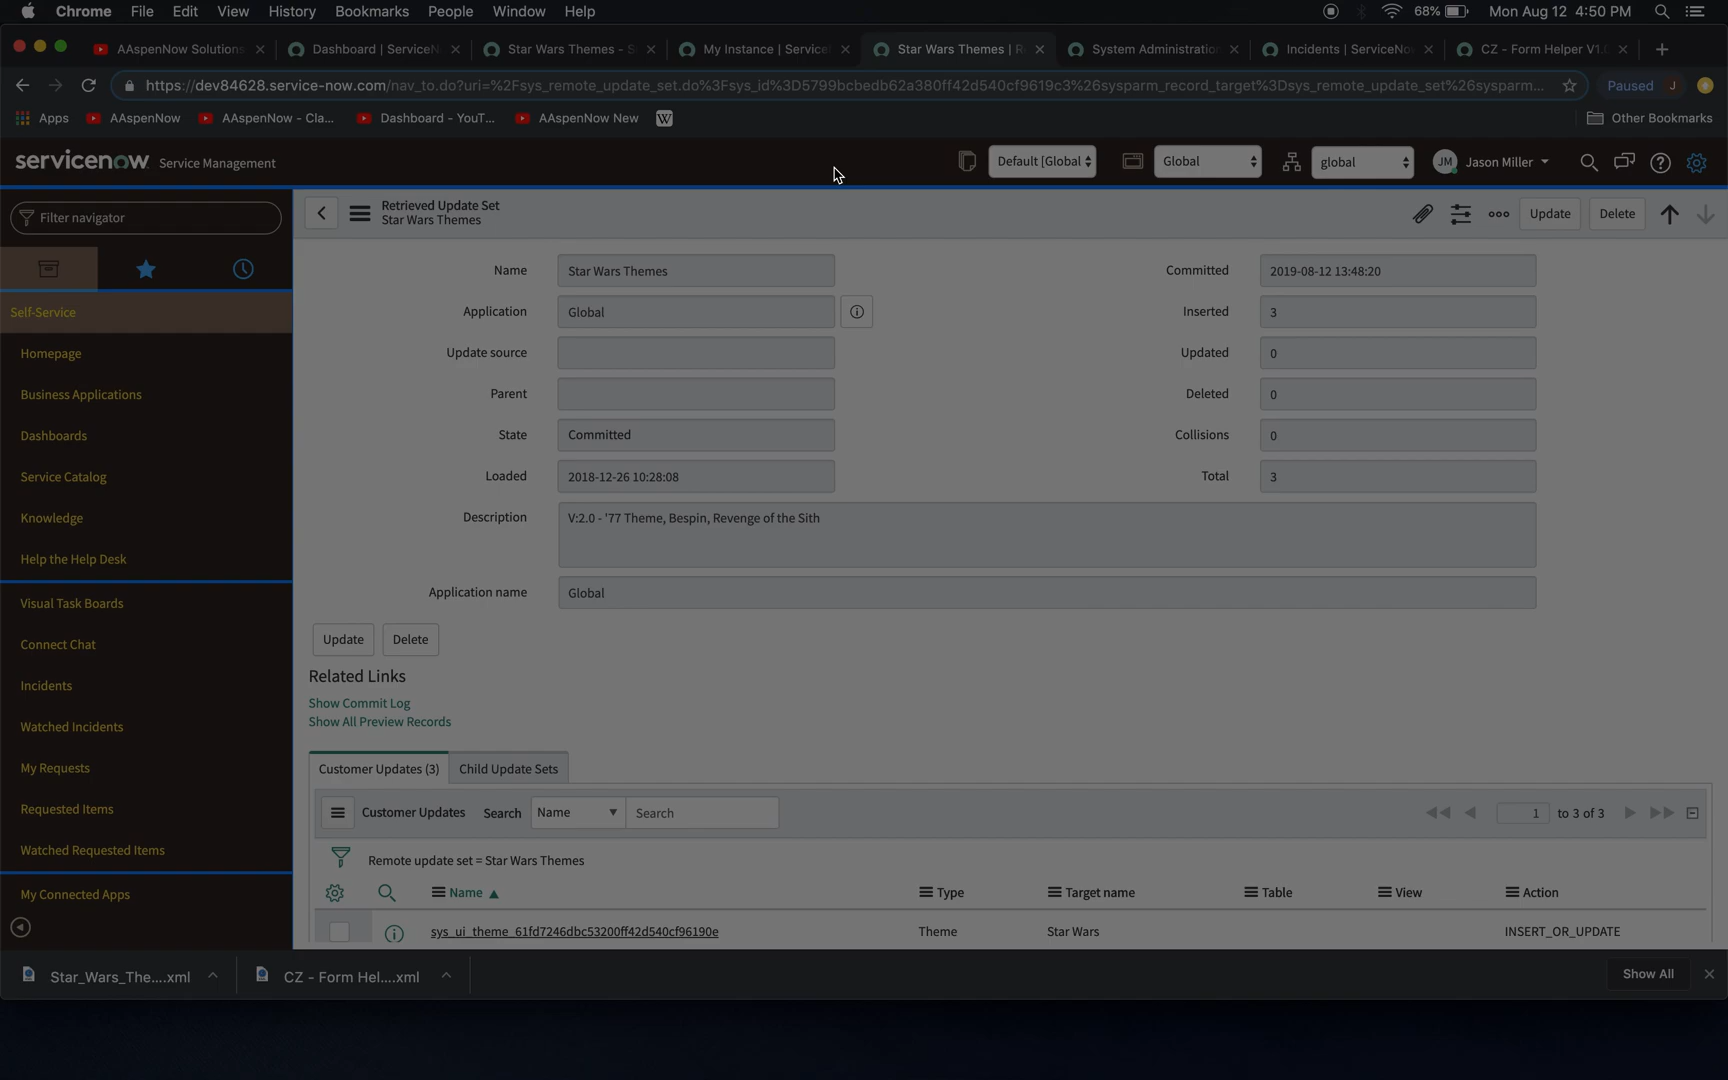 Chrome File Edit View History Bookmarks People Window Help 68% Mon Aug 12 4:50 PM
AAspenNow Solutions Dashboard | ServiceN Star Wars Themes - S My Instance | Service Star Wars Themes | R System Administratio Incidents | ServiceNo CZ - Form Helper V1.
https://dev84628.service-now.com/nav_to.do?uri=%2Fsys_remote_update_set.do%3Fsys_id%3D5799bcbedb62a380ff42d540cf9619c3%26sysparm_record_target%3Dsys_remote_update_set%26sysparm... Paused J
Apps AAspenNow AAspenNow - Cla... Dashboard - YouT... AAspenNow New W Other Bookmarks
servicenow Service Management Default [Global Global global JM Jason Miller
Filter navigator
Retrieved Update Set
Star Wars Themes
Update Delete
Self-Service
Homepage
Business Applications
Dashboards
Service Catalog
Knowledge
Help the Help Desk
Visual Task Boards
Connect Chat
Incidents
Watched Incidents
My Requests
Requested Items
Watched Requested Items
My Connected Apps
Name Star Wars Themes Committed 2019-08-12 13:48:20
Application Global Inserted 3
Update source Updated 0
Parent Deleted 0
State Committed Collisions 0
Loaded 2018-12-26 10:28:08 Total 3
Description V:2.0 - '77 Theme, Bespin, Revenge of the Sith
Application name Global
Update Delete
Related Links
Show Commit Log
Show All Preview Records
Customer Updates (3) Child Update Sets
Customer Updates Search Name Search 1 to 3 of 3
Remote update set = Star Wars Themes
Name Type Target name Table View Action
sys_ui_theme_61fd7246dbc53200ff42d540cf96190e Theme Star Wars INSERT_OR_UPDATE
Star_Wars_The....xml CZ - Form Hel....xml Show All